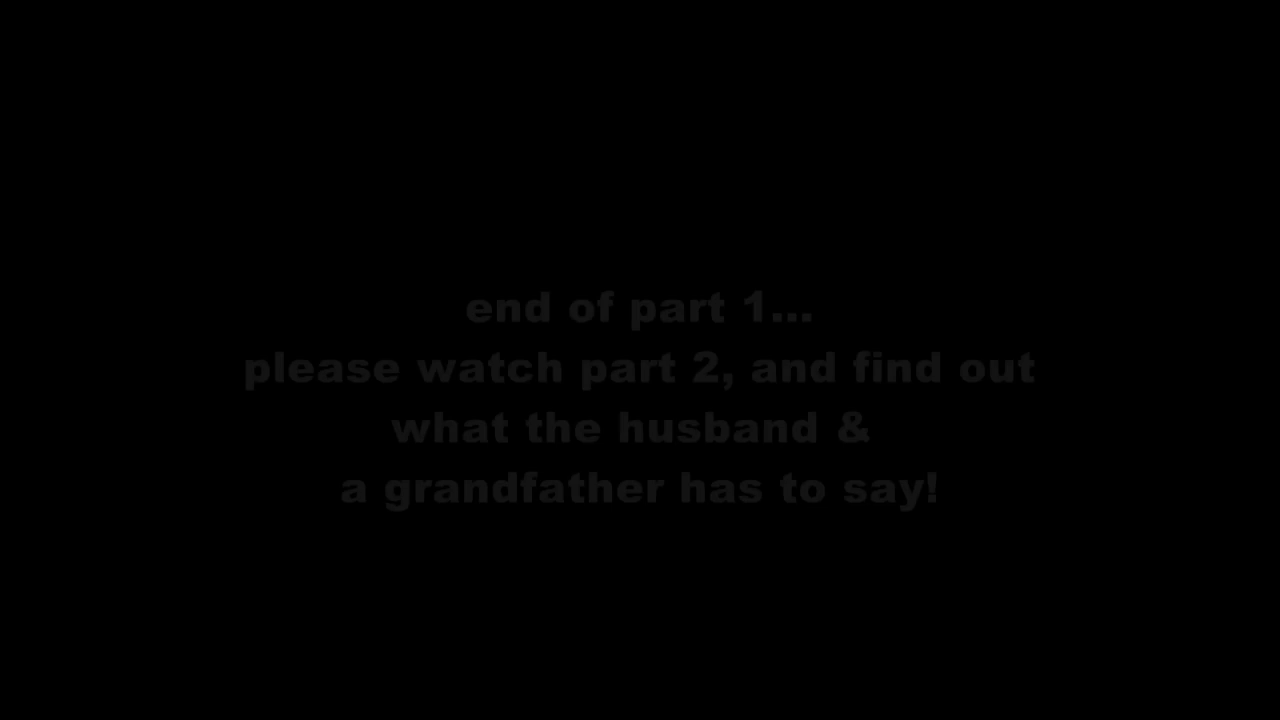 end of part 1...
please watch part 2, and find out
what the husband &
a grandfather has to say!